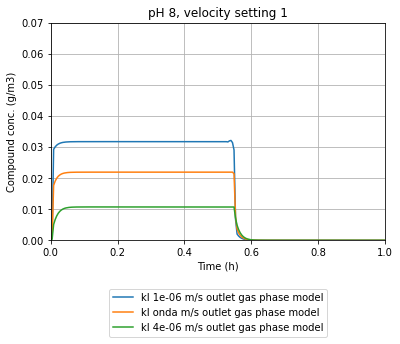 pH 8, velocity setting 1
Compound conc. (g/m3)
0.07
0.06
0.05
0.04
0.03
0.02
0.01
0.00
0.0 0.2 0.4 0.6 0.8 1.0
Time (h)
kl 1e-06 m/s outlet gas phase model
kl onda m/s outlet gas phase model
kl 4e-06 m/s outlet gas phase model